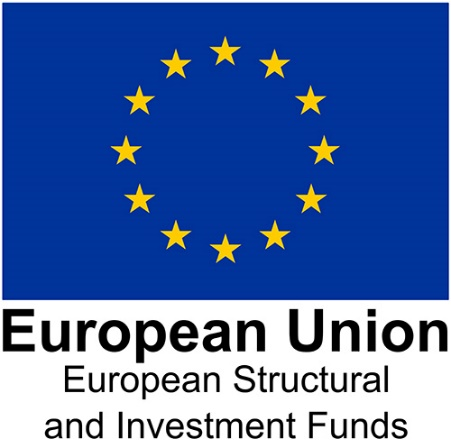 European Union
European Structural
and Investment Funds